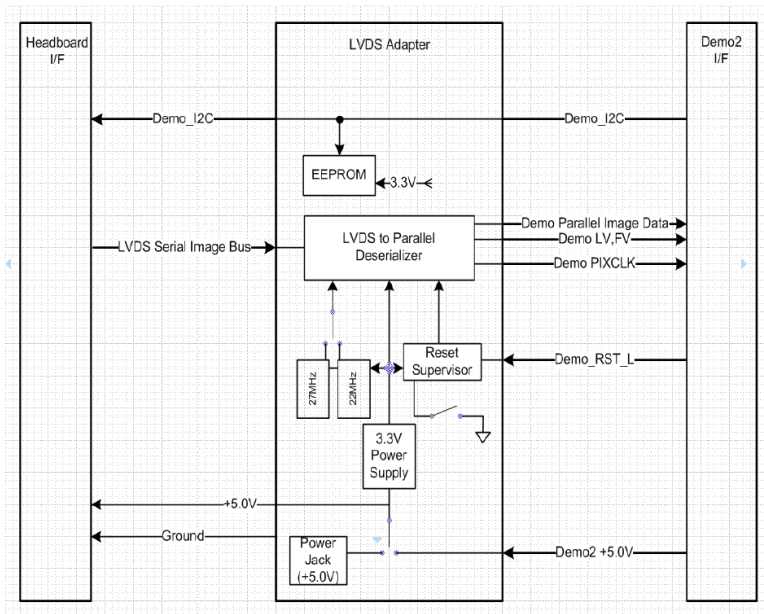 Headboard
I/F
LVDS Adapter
Demo2
I/F
Demo_I2C
Demo_I2C
EEPROM
3.3V
LVDS Serial Image Bus
LVDS to Parallel
Deserializer
Demo Parallel Image Data
Demo LV,FV
Demo PIXCLK
27MHz
22MHz
Reset
Supervisor
Demo_RST_L
3.3V
Power
Supply
+5.0V
Ground
Power
Jack
(+5.0V)
Demo2 +5.0V